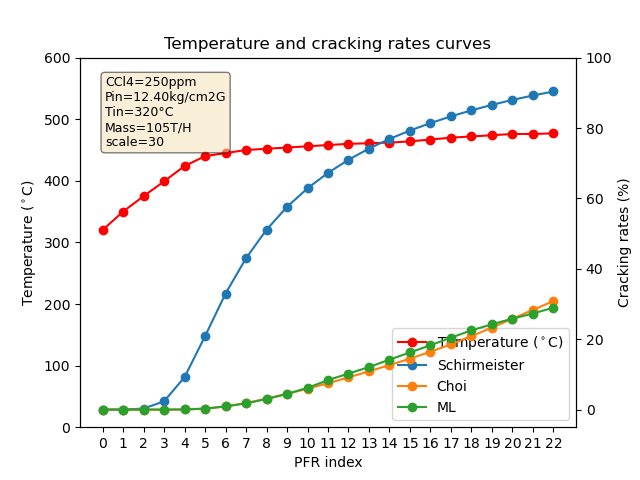 Temperature and cracking rates curves
CCl4=250ppm
Pin=12.40kg/cm2G
Tin=320°C
Mass=105T/H
scale=30
Temperature (°C)
600
500
400
300
200
100
0
Cracking rates (%)
100
80
60
40
20
0
Temperature (°C)
Schirmeister
Choi
ML
0 1 2 3 4 5 6 7 8 9 10 11 12 13 14 15 16 17 18 19 20 21 22
PFR index